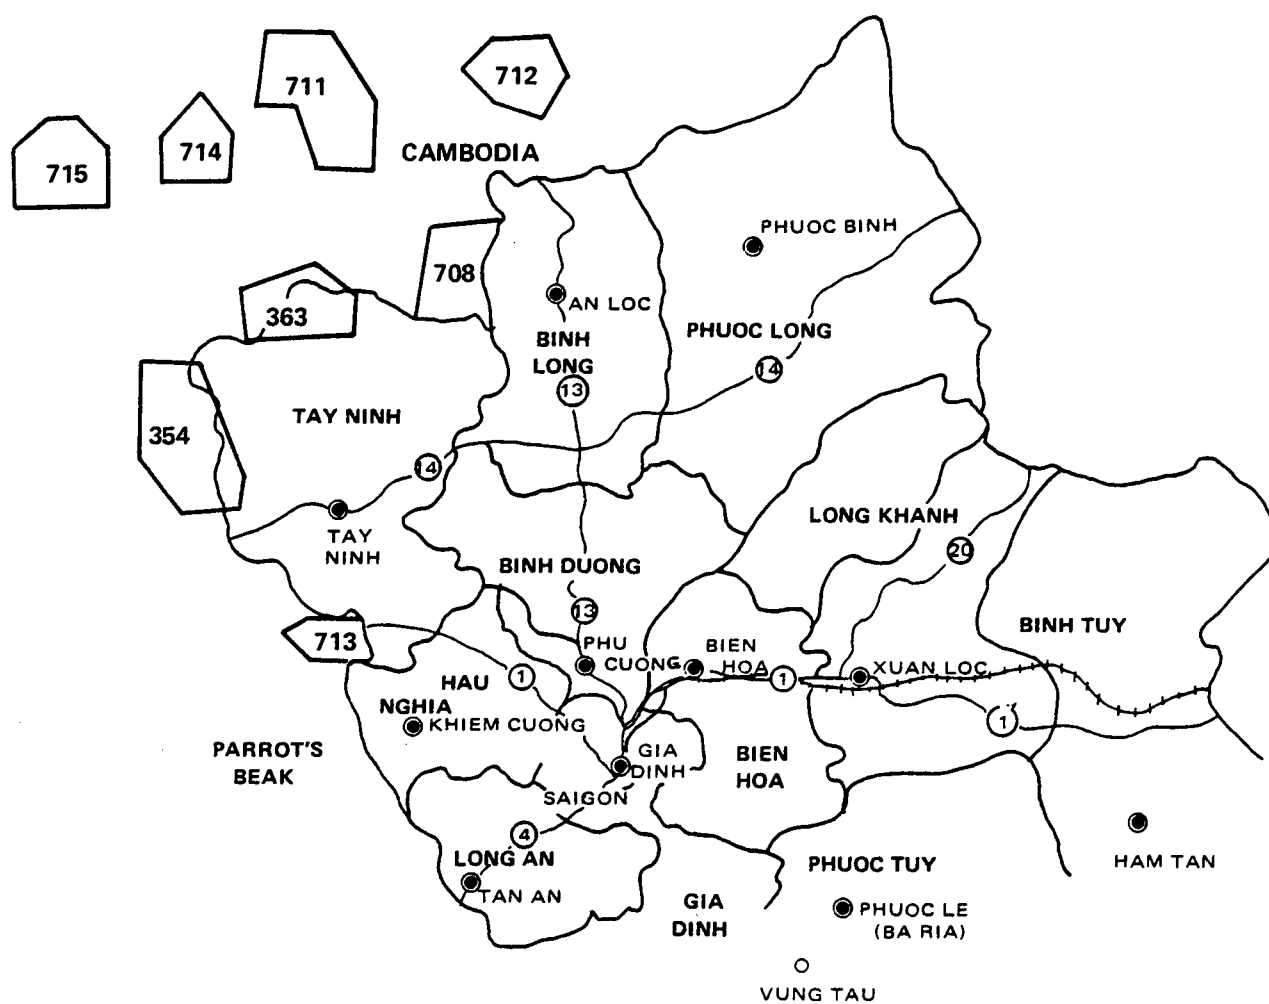 711
712
715
714
CAMBODIA
PHUOC BINH
708
363
AN LOC
BINH
LONG
PHUOC LONG
14
13
354
TAY NINH
14
TAY
NINH
LONG KHANH
20
BINH DUONG
13
713
PHU
CUONG
BIEN
HOA
BINH TUY
1
XUAN LOC
HAU
NGHIA
1
KHIEM CUONG
1
PARROT'S
BEAK
GIA
DINH
BIEN
HOA
SAIGON
4
LONG AN
TAN AN
PHUOC TUY
HAM TAN
GIA
DINH
PHUOC LE
(BA RIA)
VUNG TAU